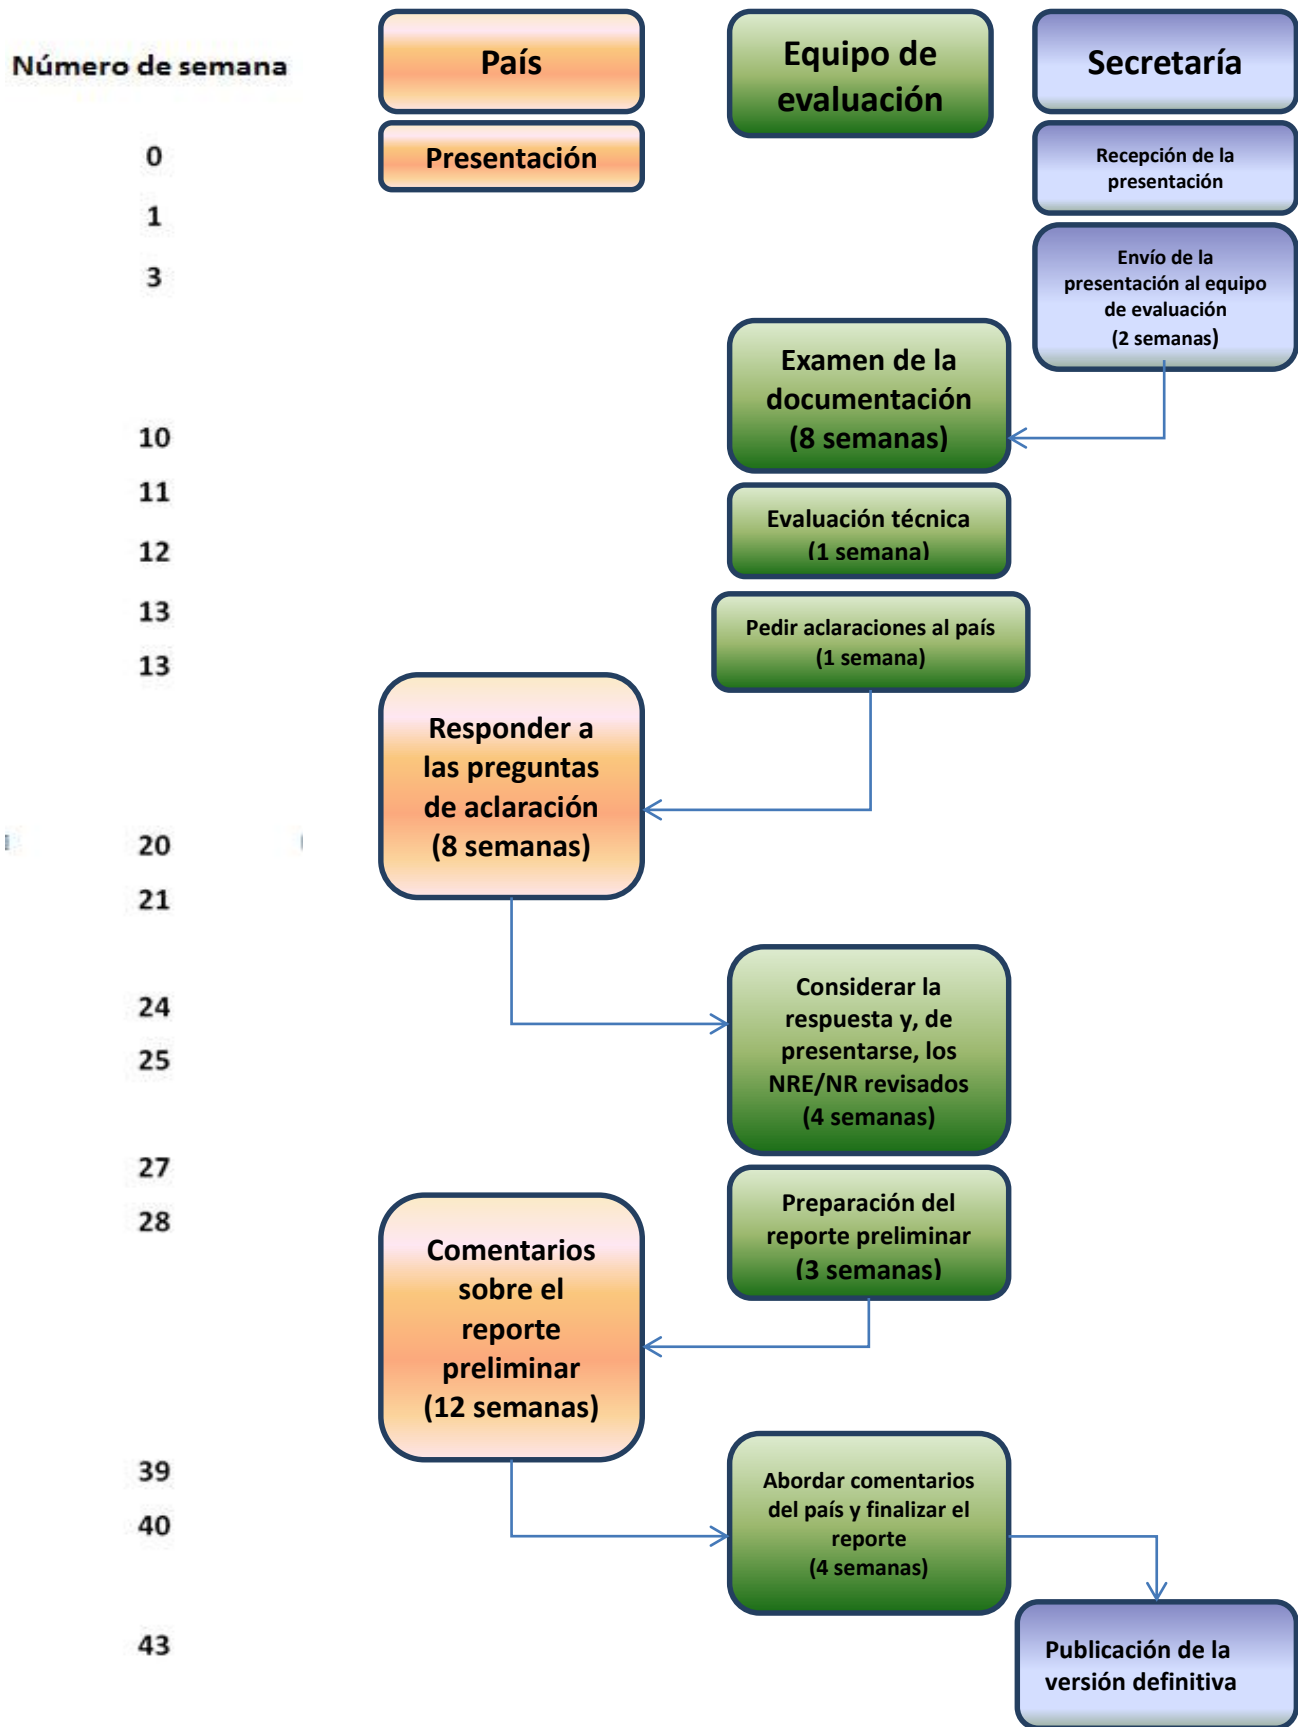 Número de semana
País
Equipo de
evaluación
Secretaría
0
Presentación
Recepción de la
presentación
1
3
Envío de la
presentación al equipo
de evaluación
(2 semanas)
Examen de la
documentación
(8 semanas)
10
11
Evaluación técnica
(1 semana)
12
13
Pedir aclaraciones al país
(1 semana)
13
Responder a
las preguntas
de aclaración
(8 semanas)
20
21
24
Considerar la
respuesta y, de
presentarse, los
NRE/NR revisados
(4 semanas)
25
27
Preparación del
reporte preliminar
(3 semanas)
28
Comentarios
sobre el
reporte
preliminar
(12 semanas)
39
Abordar comentarios
del país y finalizar el
reporte
(4 semanas)
40
43
Publicación de la
versión definitiva